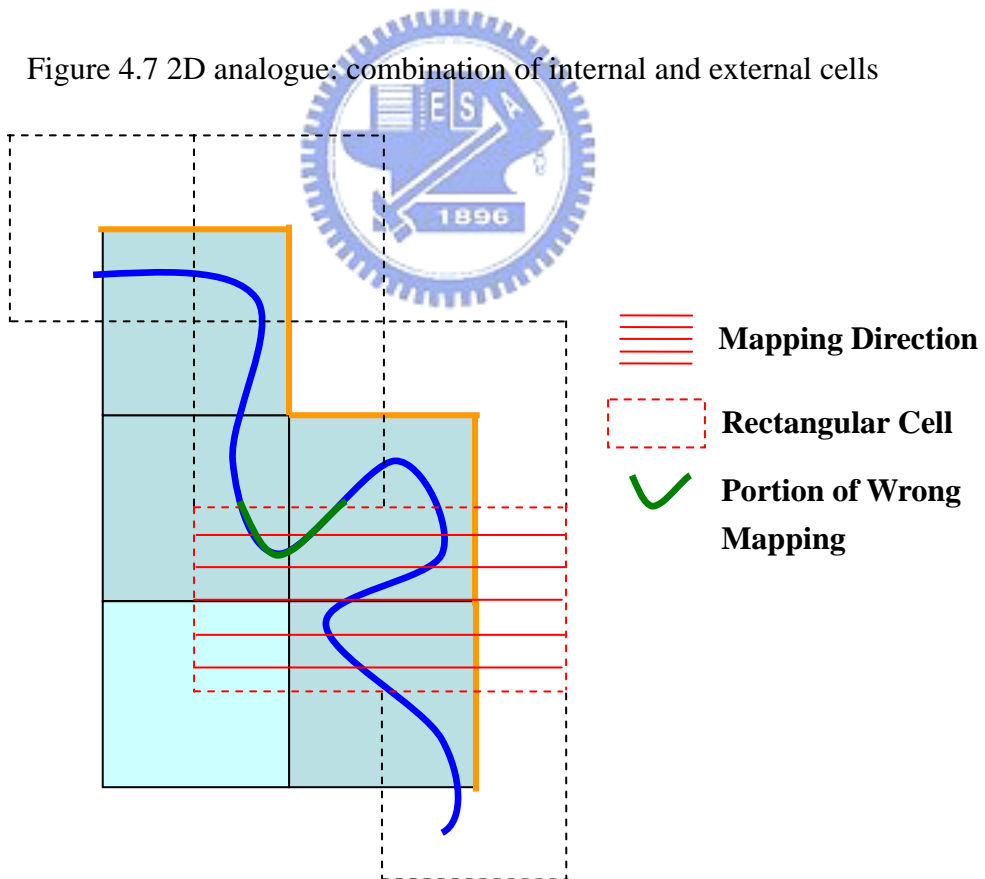 Figure 4.7 2D analogue: combination of internal and external cells
E S A
1896
Mapping Direction
Rectangular Cell
Portion of Wrong
Mapping